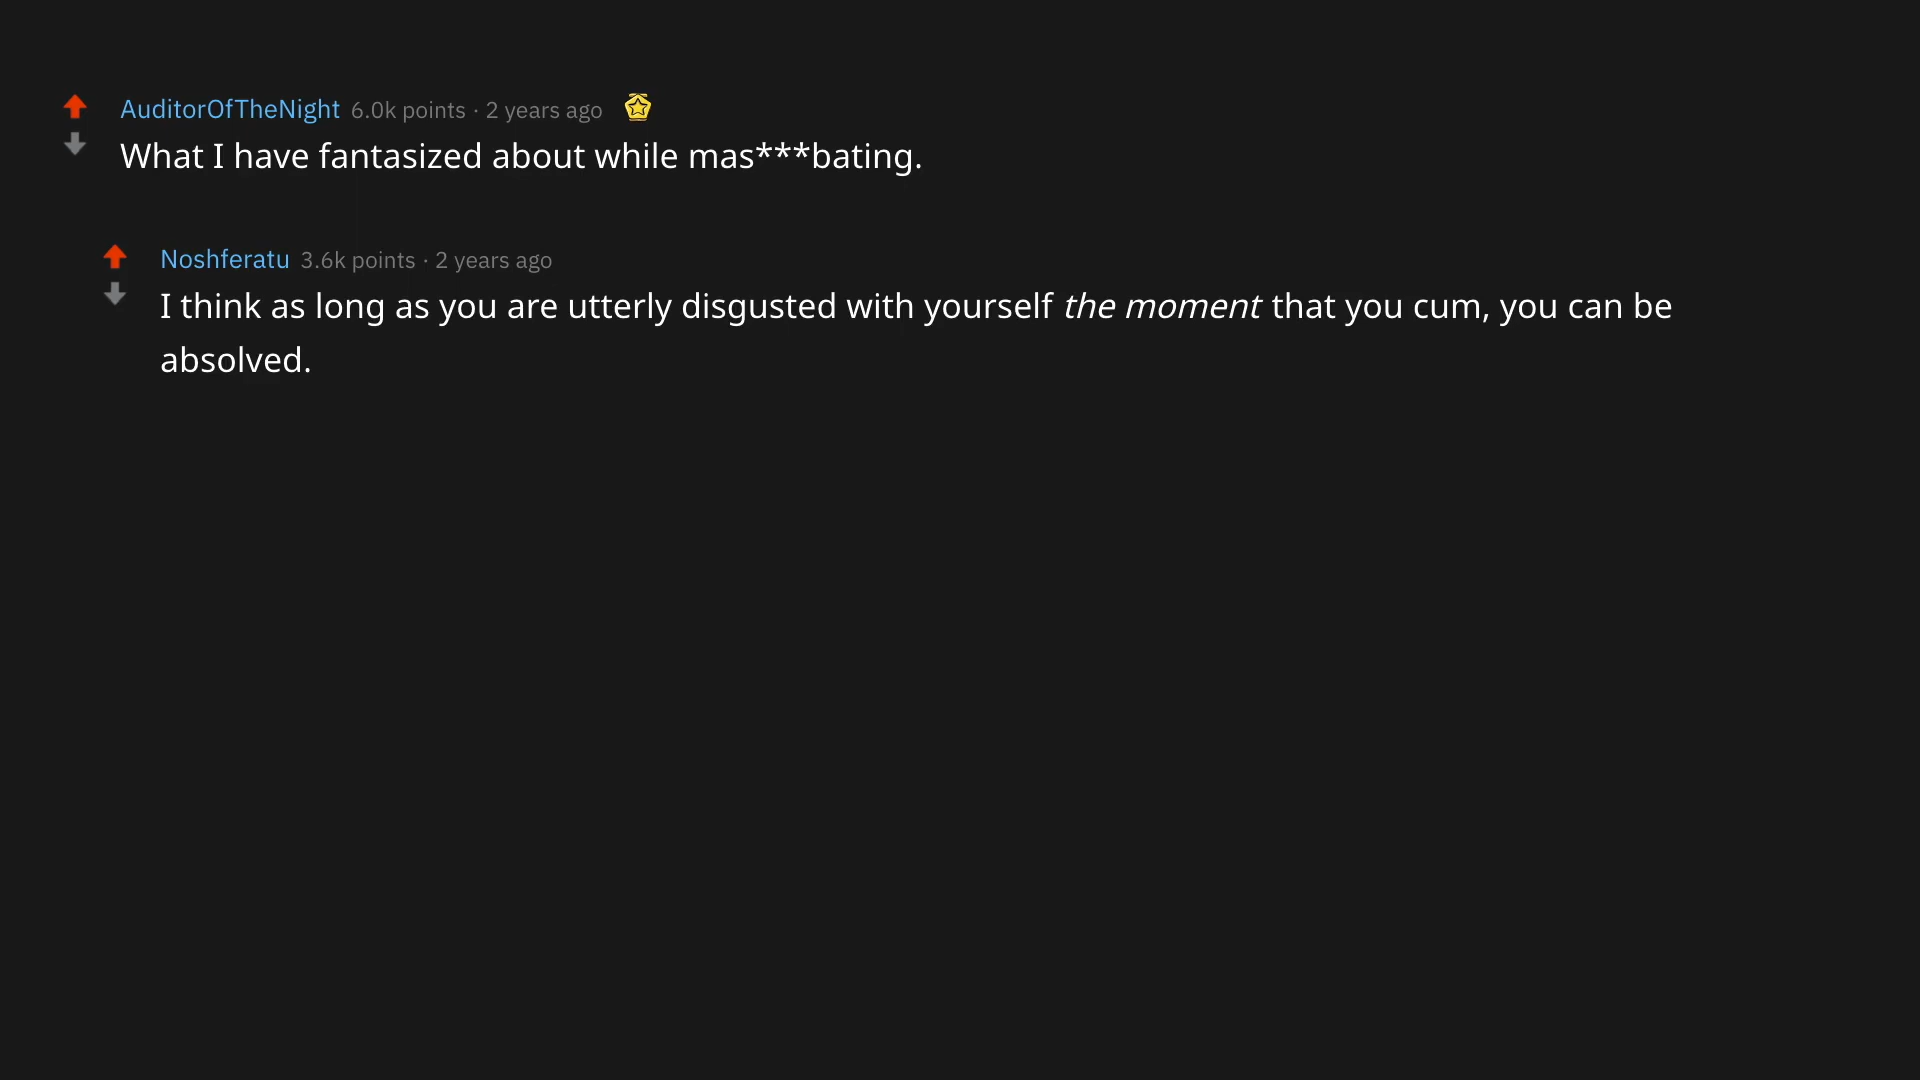 AuditorOfTheNight 6.0k points · 2 years ago
What I have fantasized about while mas***bating.
Noshferatu 3.6k points · 2 years ago
I think as long as you are utterly disgusted with yourself the moment that you cum, you can be
absolved.